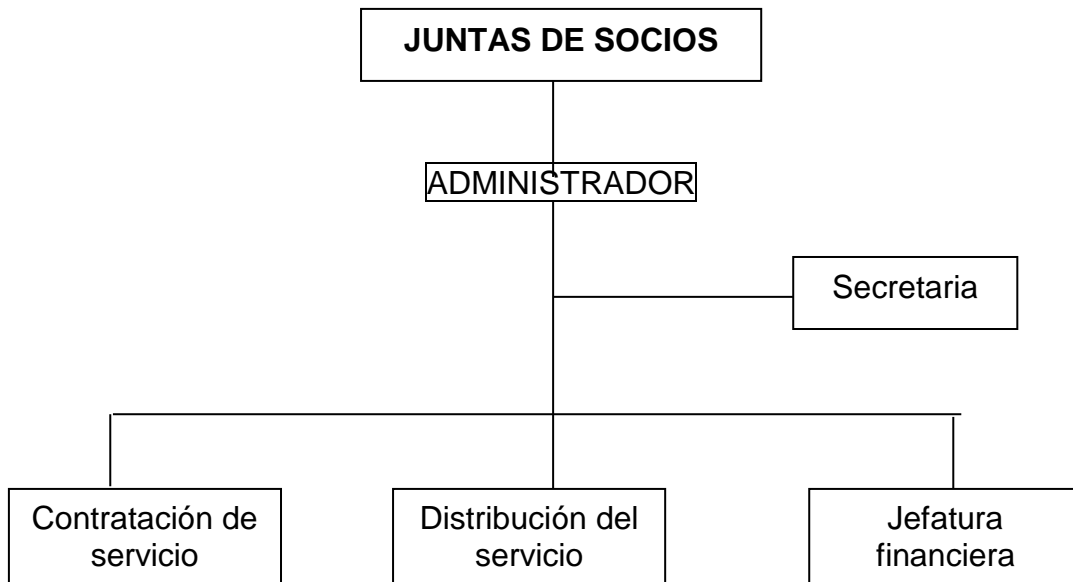 JUNTAS DE SOCIOS
ADMINISTRADOR
Secretaria
Contratación de
servicio
Distribución del
servicio
Jefatura
financiera